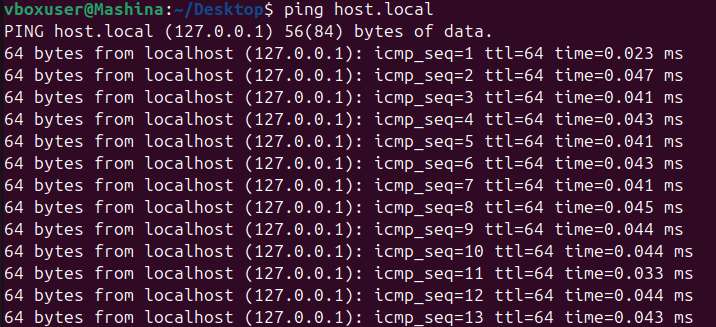 vboxuser@Mashina:~/Desktop$ ping host.local
PING host.local (127.0.0.1) 56(84) bytes of data.
64 bytes from localhost (127.0.0.1): icmp_seq=1 ttl=64 time=0.023 ms
64 bytes from localhost (127.0.0.1): icmp_seq=2 ttl=64 time=0.047 ms
64 bytes from localhost (127.0.0.1): icmp_seq=3 ttl=64 time=0.041 ms
64 bytes from localhost (127.0.0.1): icmp_seq=4 ttl=64 time=0.043 ms
64 bytes from localhost (127.0.0.1): icmp_seq=5 ttl=64 time=0.041 ms
64 bytes from localhost (127.0.0.1): icmp_seq=6 ttl=64 time=0.043 ms
64 bytes from localhost (127.0.0.1): icmp_seq=7 ttl=64 time=0.041 ms
64 bytes from localhost (127.0.0.1): icmp_seq=8 ttl=64 time=0.045 ms
64 bytes from localhost (127.0.0.1): icmp_seq=9 ttl=64 time=0.044 ms
64 bytes from localhost (127.0.0.1): icmp_seq=10 ttl=64 time=0.044 ms
64 bytes from localhost (127.0.0.1): icmp_seq=11 ttl=64 time=0.033 ms
64 bytes from localhost (127.0.0.1): icmp_seq=12 ttl=64 time=0.044 ms
64 bytes from localhost (127.0.0.1): icmp_seq=13 ttl=64 time=0.043 ms